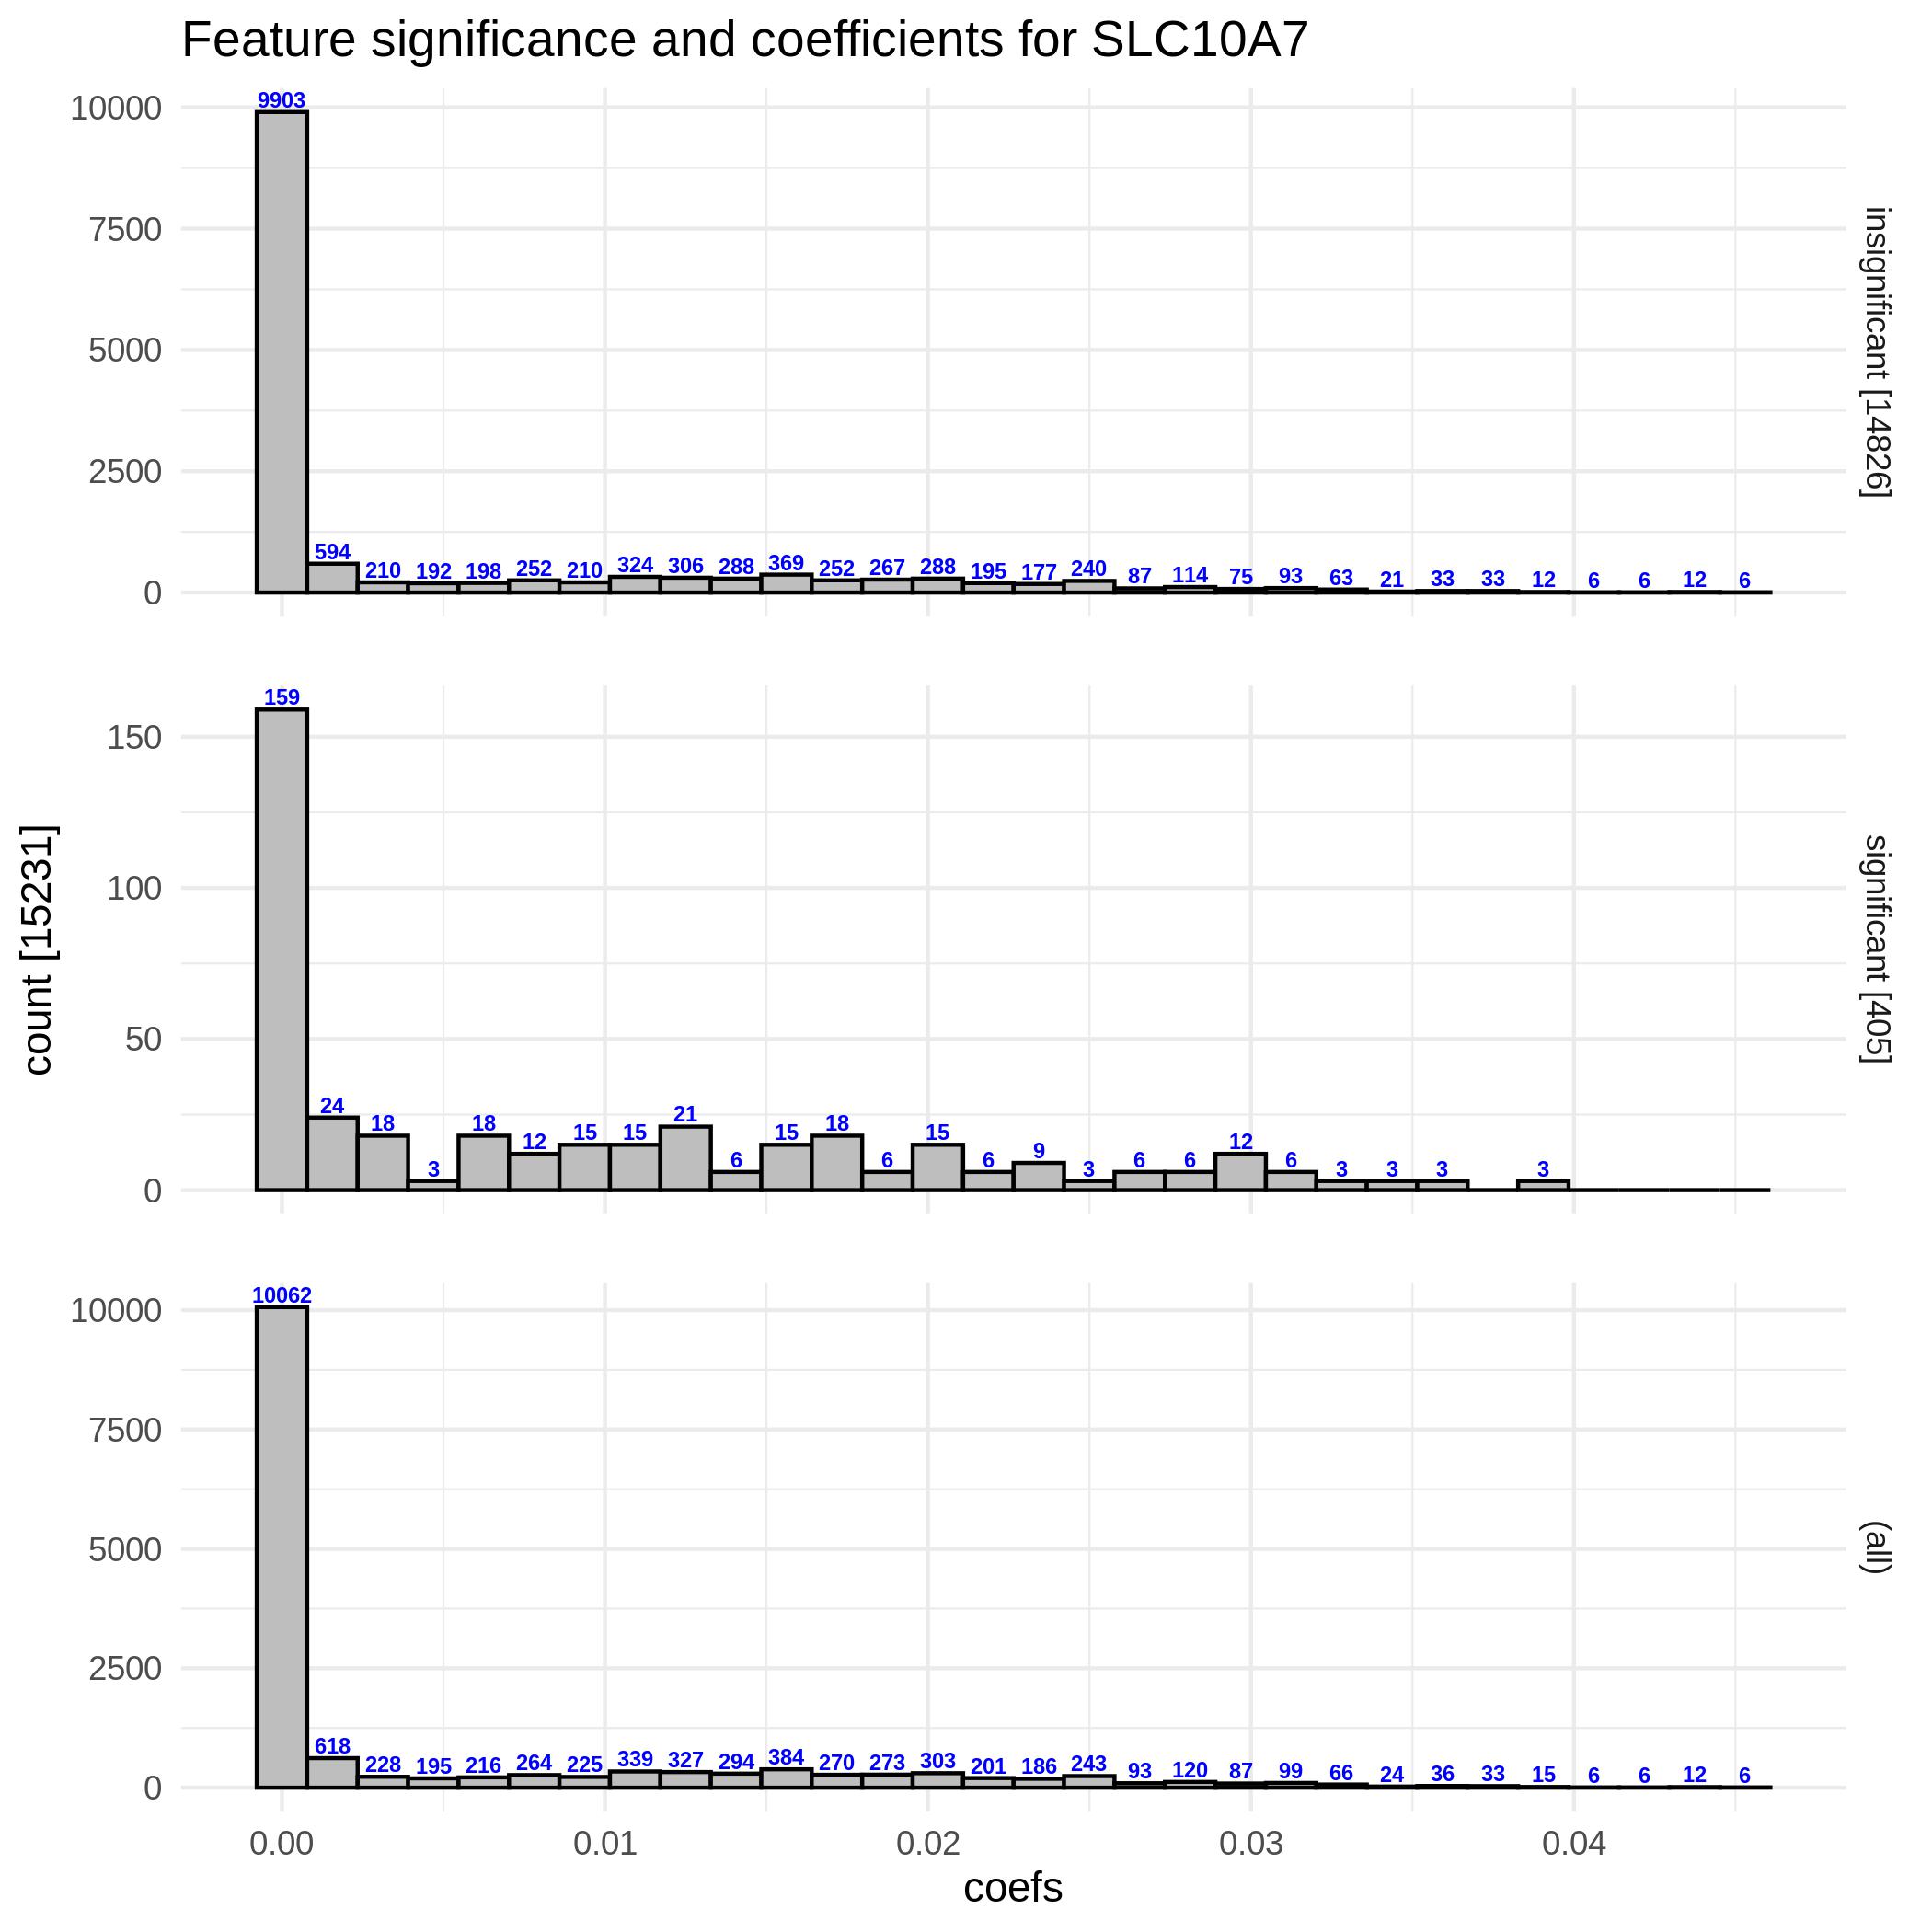 Feature significance and coefficients for SLC10A7
9903
10000
7500
5000
2500
0
594 210 192 198 252 210 324 306 288 369 252 267 288 195 177 240 87 114 75 93 63 21 33 33 12 6 6 12 6
insignificant [14826]
159
150
100
50
0
24 18 3 18 12 15 15 21 6 15 18 6 15 6 9 3 6 6 12 6 3 3 3 3
significant [405]
count [15231]
10062
10000
7500
5000
2500
0
618 228 195 216 264 225 339 327 294 384 270 273 303 201 186 243 93 120 87 99 66 24 36 33 15 6 6 12 6
(all)
0.00 0.01 0.02 0.03 0.04
coefs